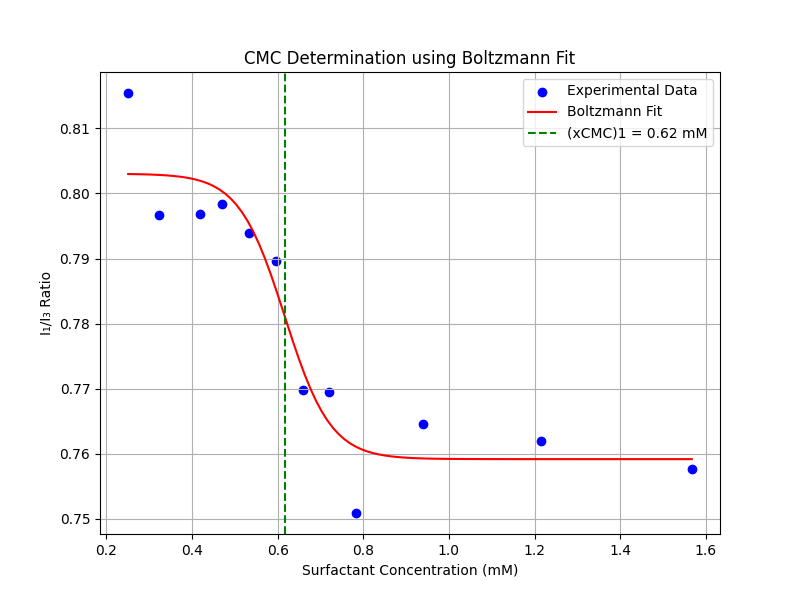 CMC Determination using Boltzmann Fit
Experimental Data
Boltzmann Fit
(xCMC)1 = 0.62 mM
I₁/I₃ Ratio
0.81
0.80
0.79
0.78
0.77
0.76
0.75
0.2 0.4 0.6 0.8 1.0 1.2 1.4 1.6
Surfactant Concentration (mM)